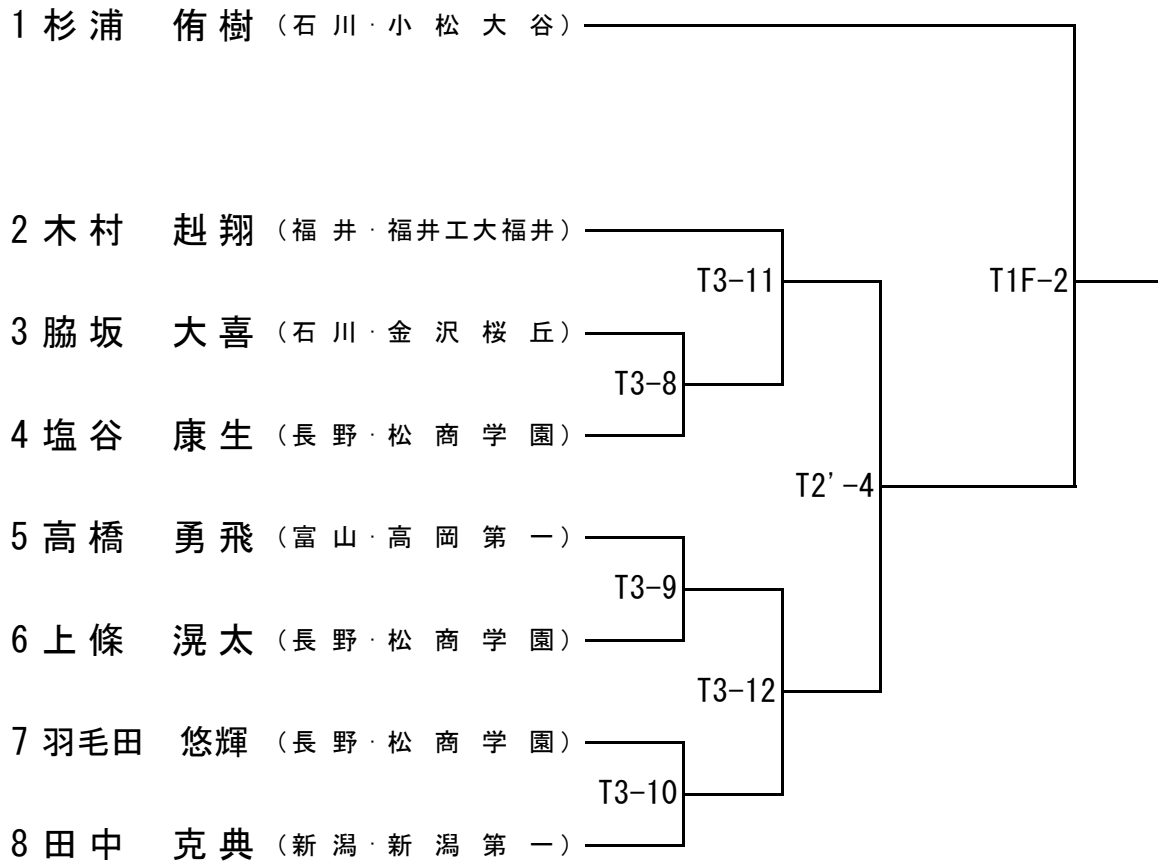 1 杉浦 侑樹 (石川・小松大谷)
2 木村 赳翔 (福井・福井工大福井)
T3-11
T1F-2
3 脇坂 大喜 (石川・金沢桜丘)
T3-8
4 塩谷 康生 (長野・松商学園)
T2'-4
5 高橋 勇飛 (富山・高岡第一)
T3-9
6 上條 滉太 (長野・松商学園)
T3-12
7 羽毛田 悠輝 (長野・松商学園)
T3-10
8 田中 克典 (新潟・新潟第一)